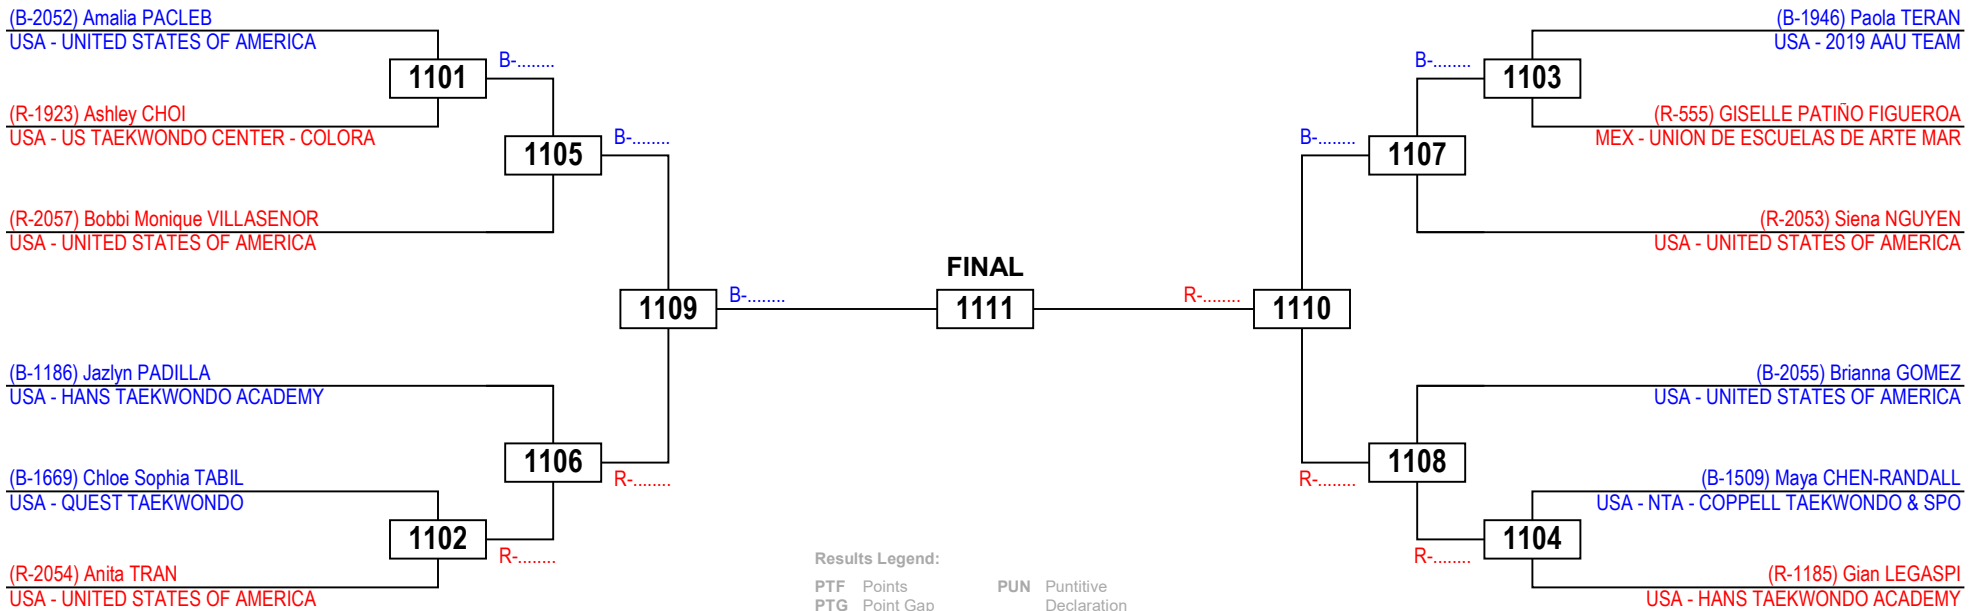 (B-2052) Amalia PACLEB
USA - UNITED STATES OF AMERICA
1101
B-........
(R-1923) Ashley CHOI
USA - US TAEKWONDO CENTER - COLORA
1105
B-........
(R-2057) Bobbi Monique VILLASENOR
USA - UNITED STATES OF AMERICA
1109
B-........
(B-1186) Jazlyn PADILLA
USA - HANS TAEKWONDO ACADEMY
1106
R-........
(B-1669) Chloe Sophia TABIL
USA - QUEST TAEKWONDO
1102
R-........
(R-2054) Anita TRAN
USA - UNITED STATES OF AMERICA
FINAL
1111
(B-1946) Paola TERAN
USA - 2019 AAU TEAM
B-........
1103
(R-555) GISELLE PATIÑO FIGUEROA
MEX - UNION DE ESCUELAS DE ARTE MAR
B-........
1107
(R-2053) Siena NGUYEN
USA - UNITED STATES OF AMERICA
R-........
1110
(B-2055) Brianna GOMEZ
USA - UNITED STATES OF AMERICA
R-........
1108
(B-1509) Maya CHEN-RANDALL
USA - NTA - COPPELL TAEKWONDO & SPO
R-........
1104
(R-1185) Gian LEGASPI
USA - HANS TAEKWONDO ACADEMY
Results Legend:
PTF Points PUN Puntitive
PTG Point Gap Declaration